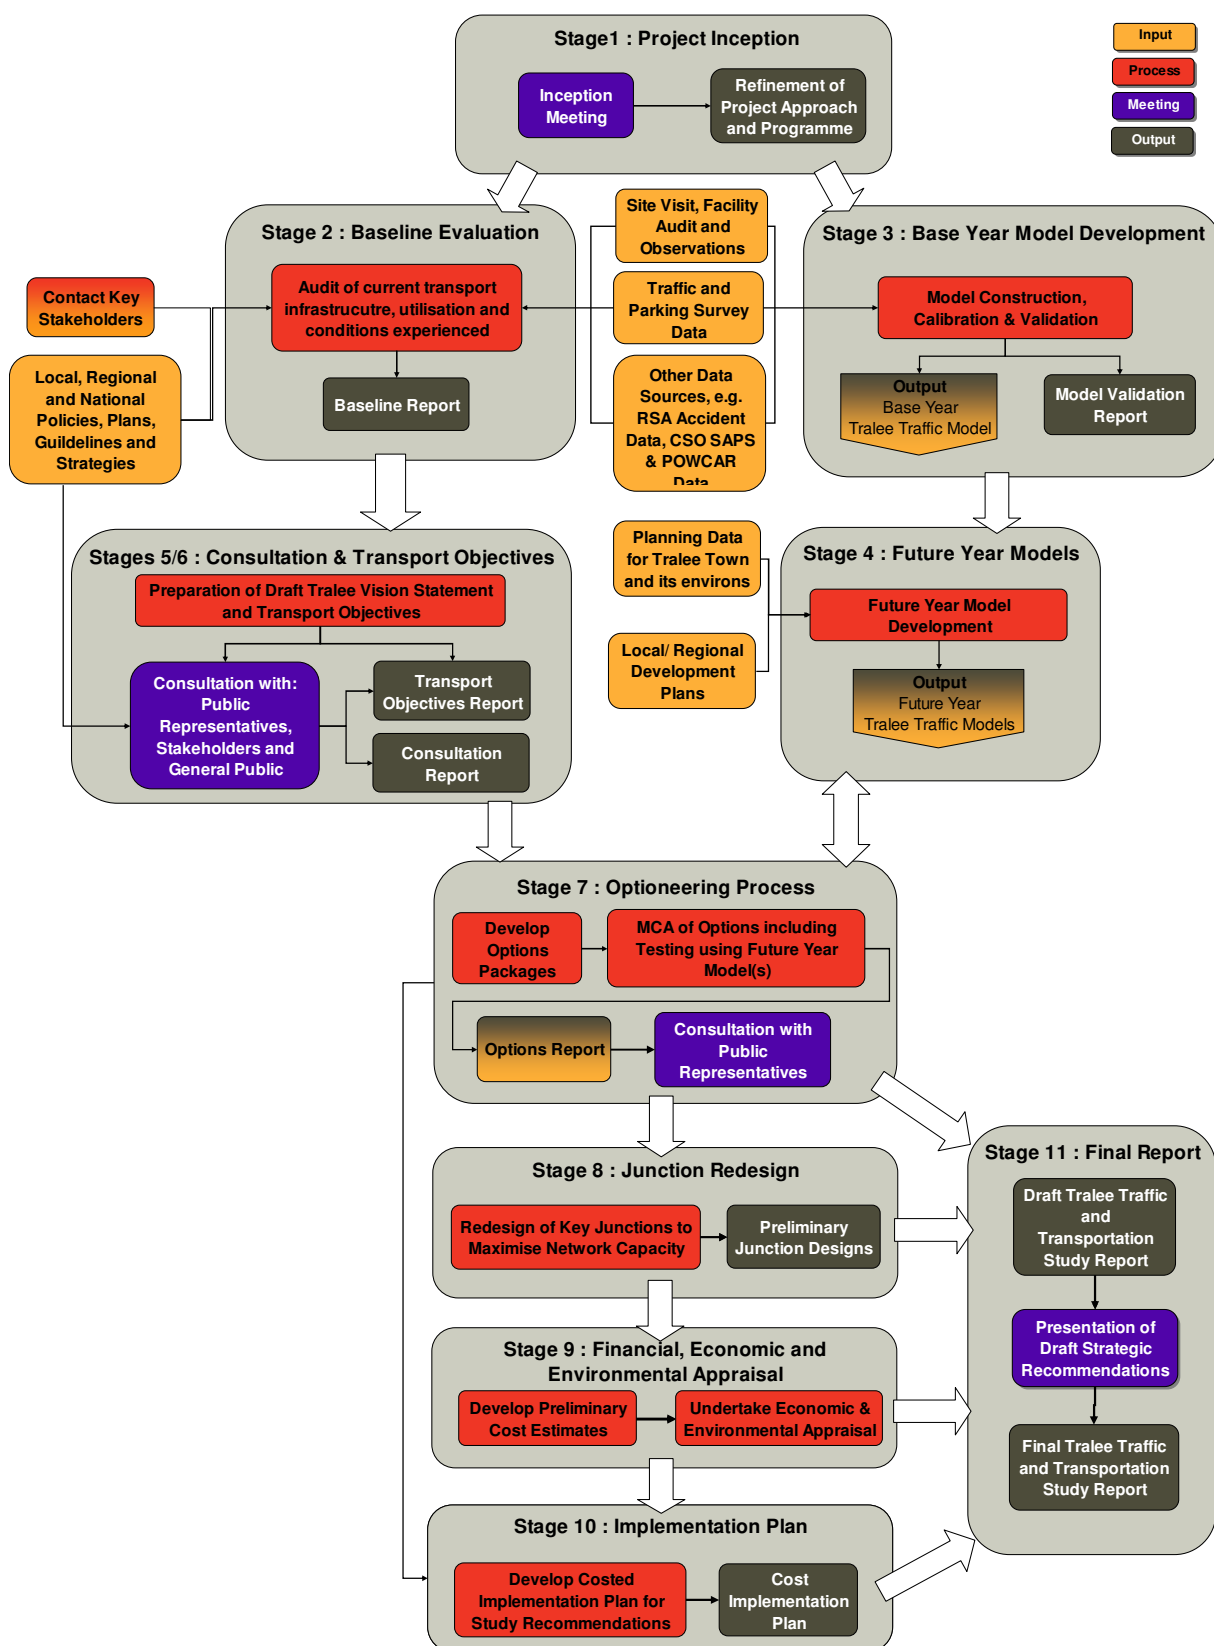 Stage1 : Project Inception
Inception
Meeting
Refinement of
Project Approach
and Programme
Input
Process
Meeting
Output
Stage 2 : Baseline Evaluation
Audit of current transport
infrastrucutre, utilisation and
conditions experienced
Baseline Report
Contact Key
Stakeholders
Local, Regional
and National
Policies, Plans,
Guildelines and
Strategies
Site Visit, Facility
Audit and
Observations
Traffic and
Parking Survey
Data
Other Data
Sources, e.g.
RSA Accident
Data, CSO SAPS
& POWCAR
Data
Stage 3 : Base Year Model Development
Model Construction,
Calibration & Validation
Output
Base Year
Tralee Traffic Model
Model Validation
Report
Stages 5/6 : Consultation & Transport Objectives
Preparation of Draft Tralee Vision Statement
and Transport Objectives
Consultation with:
Public
Representatives,
Stakeholders and
General Public
Transport
Objectives Report
Consultation
Report
Planning Data
for Tralee Town
and its environs
Local/ Regional
Development
Plans
Stage 4 : Future Year Models
Future Year Model
Development
Output
Future Year
Tralee Traffic Models
Stage 7 : Optioneering Process
Develop
Options
Packages
MCA of Options including
Testing using Future Year
Model(s)
Options Report
Consultation with
Public
Representatives
Stage 8 : Junction Redesign
Redesign of Key Junctions to
Maximise Network Capacity
Preliminary
Junction Designs
Stage 9 : Financial, Economic and
Environmental Appraisal
Develop Preliminary
Cost Estimates
Undertake Economic &
Environmental Appraisal
Stage 10 : Implementation Plan
Develop Costed
Implementation Plan for
Study Recommendations
Cost
Implementation
Plan
Stage 11 : Final Report
Draft Tralee Traffic
and
Transportation
Study Report
Presentation of
Draft Strategic
Recommendations
Final Tralee Traffic
and Transportation
Study Report